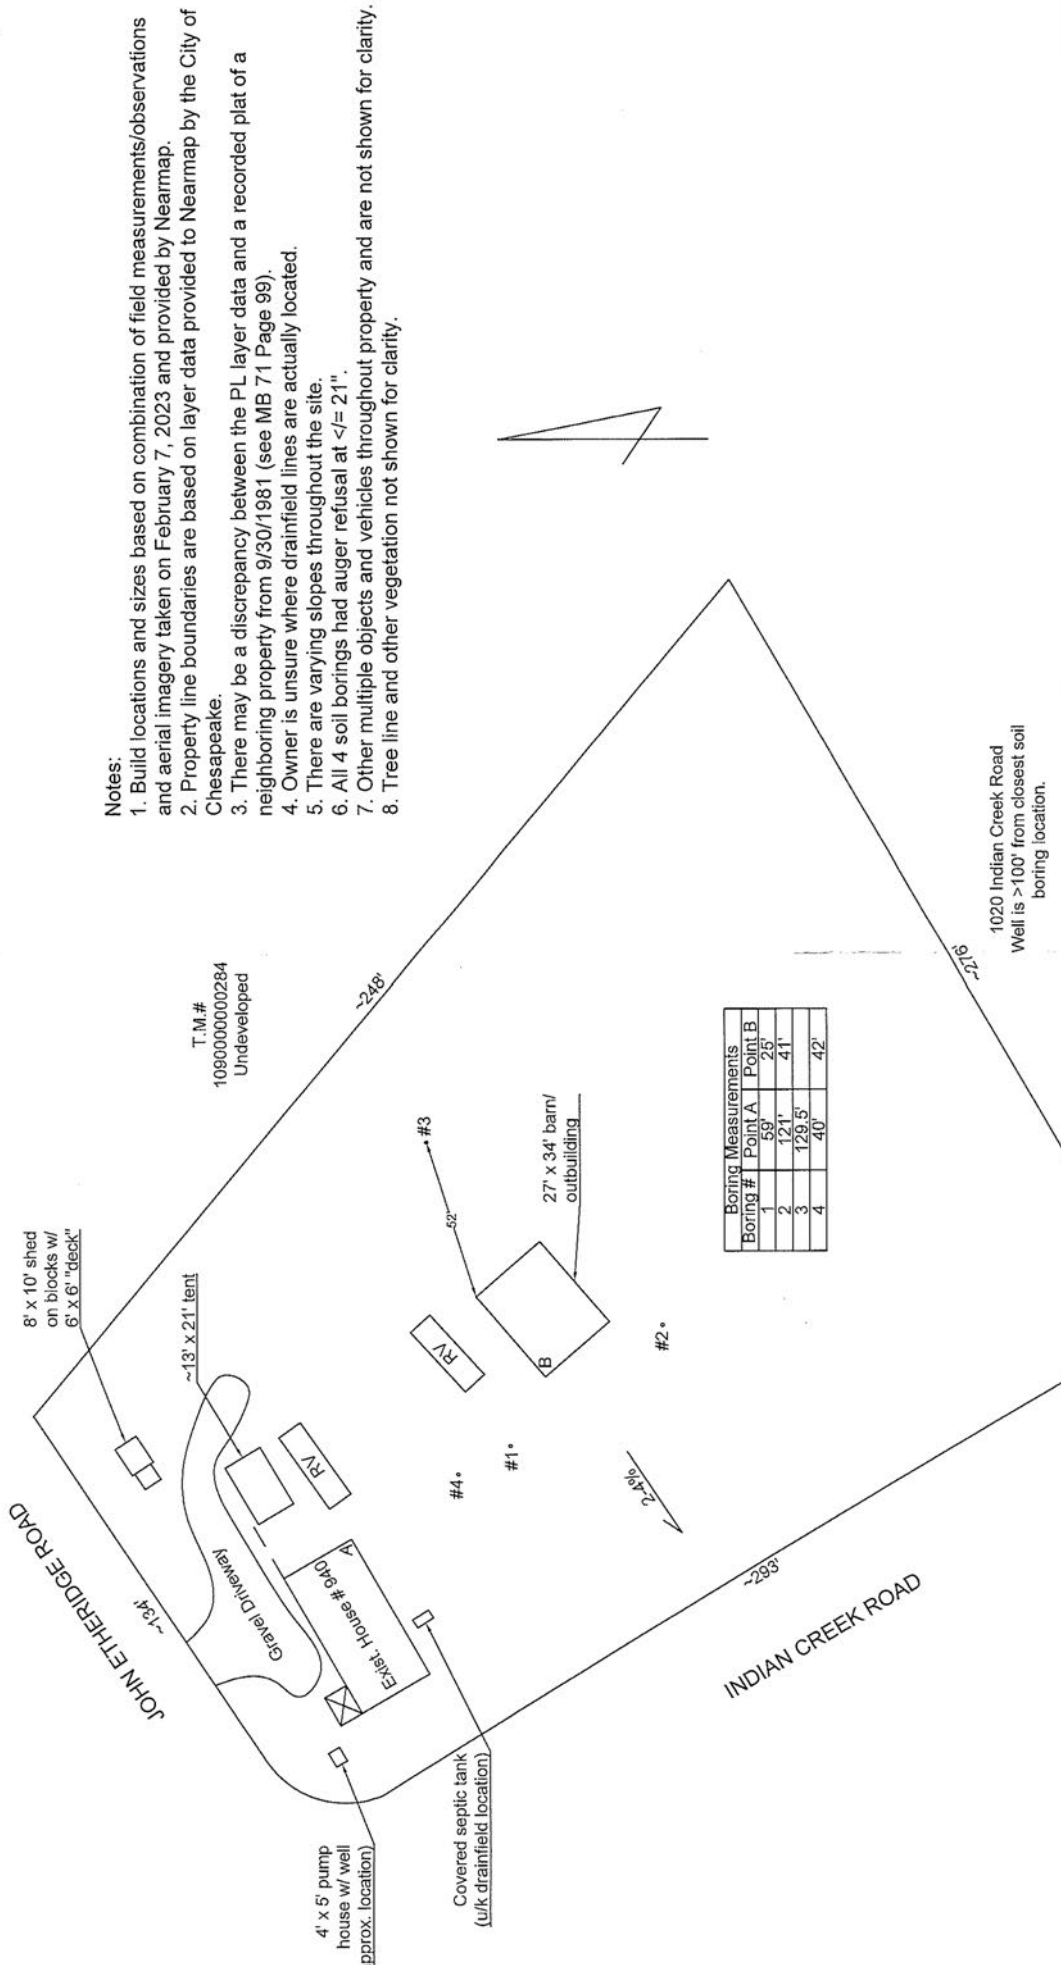 Notes:
1. Build locations and sizes based on combination of field measurements/observations
and aerial imagery taken on February 7, 2023 and provided by Nearmap.
2. Property line boundaries are based on layer data provided to Nearmap by the City of
Chesapeake.
3. There may be a discrepancy between the PL layer data and a recorded plat of a
neighboring property from 9/30/1981 (see MB 71 Page 99).
4. Owner is unsure where drainfield lines are actually located.
5. There are varying slopes throughout the site.
6. All 4 soil borings had auger refusal at </= 21".
7. Other multiple objects and vehicles throughout property and are not shown for clarity.
8. Tree line and other vegetation not shown for clarity.
JOHN ETHERIDGE ROAD
~134'
8' x 10' shed
on blocks w/
6' x 6' "deck"
T.M.#
1090000000284
Undeveloped
~248'
~13' x 21' tent
Gravel Driveway
RV
Exist. House # 940
A
4' x 5' pump
house w/ well
pprox. location)
Covered septic tank
(u/k drainfield location)
#4
#1
RV
B
52'
#3
27' x 34' barn/
outbuilding
#2
2-4%
~293'
INDIAN CREEK ROAD
Boring Measurements
Boring # Point A Point B
1 59' 25'
2 121' 41'
3 129.5'
4 40' 42'
~276'
1020 Indian Creek Road
Well is >100' from closest soil
boring location.